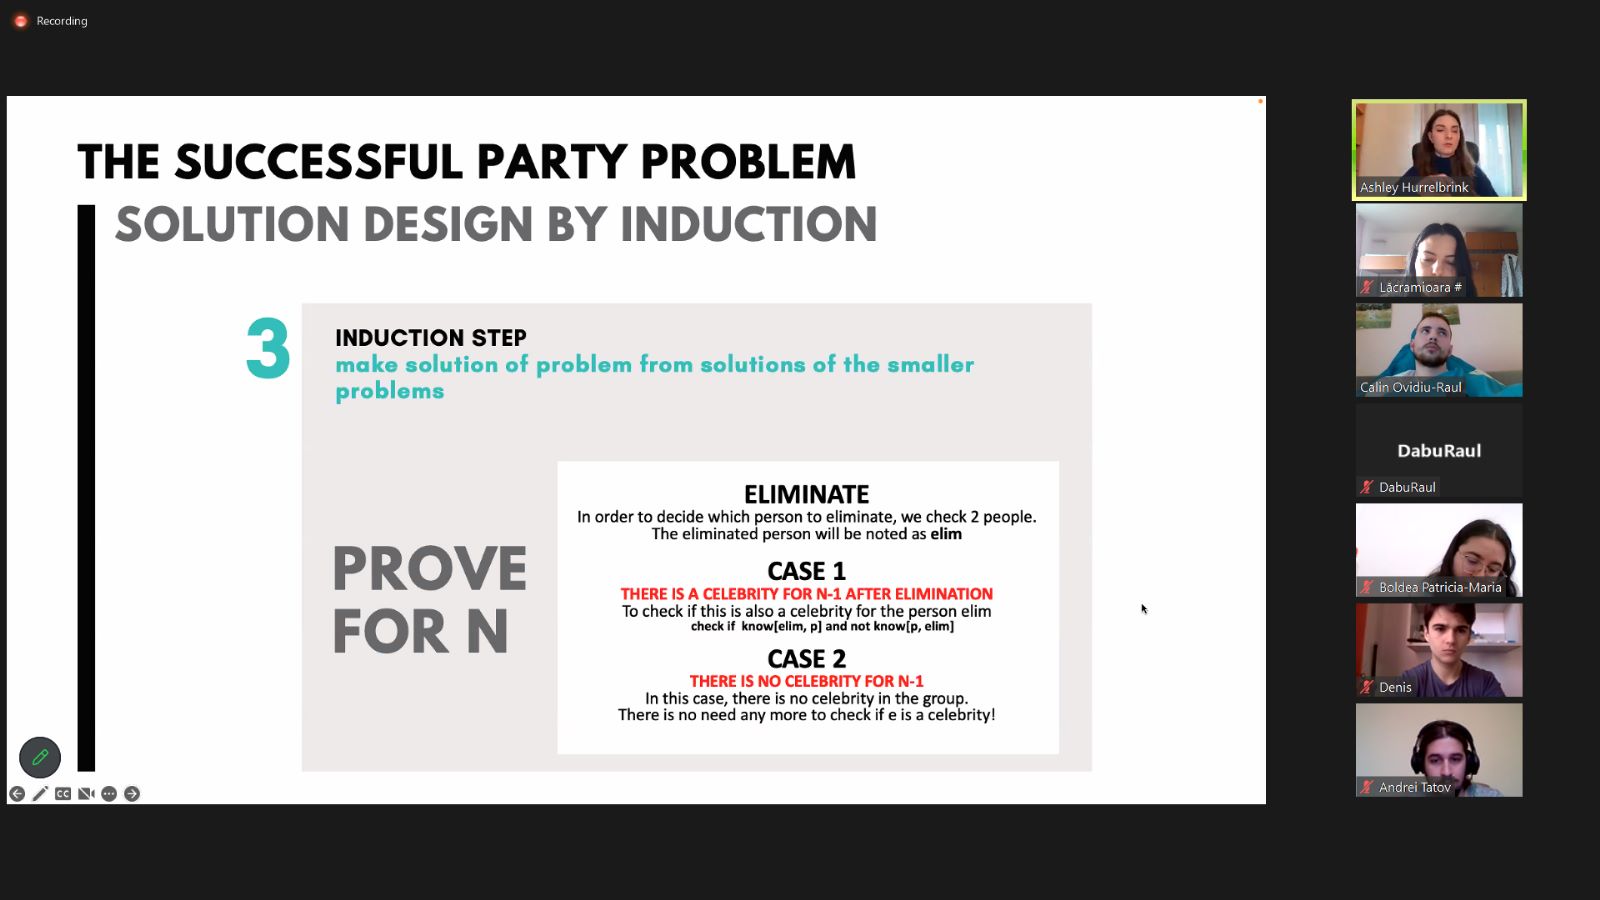 Recording
THE SUCCESSFUL PARTY PROBLEM
SOLUTION DESIGN BY INDUCTION
3
INDUCTION STEP
make solution of problem from solutions of the smaller
problems
PROVE
FOR N
ELIMINATE
In order to decide which person to eliminate, we check 2 people.
The eliminated person will be noted as elim
CASE 1
THERE IS A CELEBRITY FOR N-1 AFTER ELIMINATION
To check if this is also a celebrity for the person elim
check if know[elim, p] and not know[p, elim]
CASE 2
THERE IS NO CELEBRITY FOR N-1
In this case, there is no celebrity in the group.
There is no need any more to check if e is a celebrity!
CC
Ashley Hurrelbrink
Lăcramioara #
Calin Ovidiu-Raul
DabuRaul
DabuRaul
Boldea Patricia-Maria
Denis
Andrei Tatov